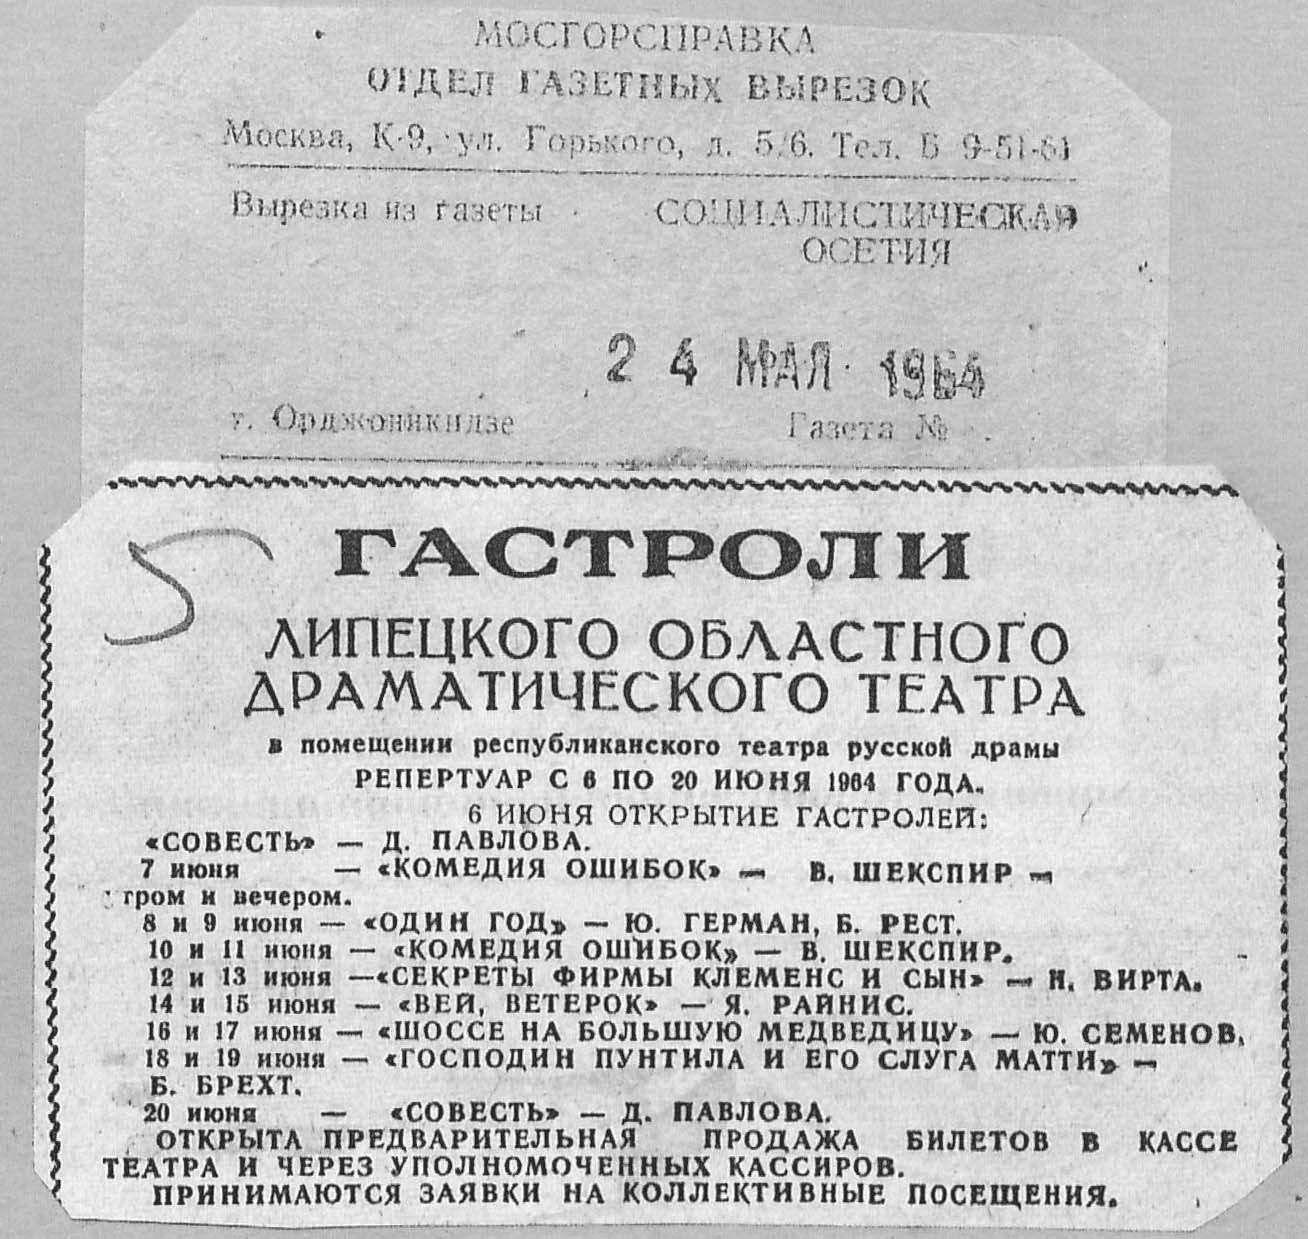 МОСГОРСПРАВКА
ОТДЕЛ ГАЗЕТНЫХ ВЫРЕЗОК
Москва, К-9, ул. Горького, д. 5/6. Тел. Б 9-51-61
Вырезка из газеты СОЦИАЛИСТИЧЕСКАЯ
ОСЕТИЯ
24 МАЯ 1964
г. Орджоникидзе Газета №
5
ГАСТРОЛИ
ЛИПЕЦКОГО ОБЛАСТНОГО
ДРАМАТИЧЕСКОГО ТЕАТРА
в помещении республиканского театра русской драмы
РЕПЕРТУАР С 6 ПО 20 ИЮНЯ 1964 ГОДА.
6 ИЮНЯ ОТКРЫТИЕ ГАСТРОЛЕЙ:
«СОВЕСТЬ» — Д. ПАВЛОВА.
7 июня — «КОМЕДИЯ ОШИБОК» — В. ШЕКСПИР —
тром и вечером.
8 и 9 июня — «ОДИН ГОД» — Ю. ГЕРМАН, Б. РЕСТ.
10 и 11 июня — «КОМЕДИЯ ОШИБОК» — В. ШЕКСПИР.
12 и 13 июня —«СЕКРЕТЫ ФИРМЫ КЛЕМЕНС И СЫН» — Н. ВИРТА.
14 и 15 июня — «ВЕЙ, ВЕТЕРОК» — Я. РАЙНИС.
16 и 17 июня — «ШОССЕ НА БОЛЬШУЮ МЕДВЕДИЦУ» — Ю. СЕМЕНОВ.
18 и 19 июня — «ГОСПОДИН ПУНТИЛА И ЕГО СЛУГА МАТТИ» —
Б. БРЕХТ.
20 июня — «СОВЕСТЬ» — Д. ПАВЛОВА.
ОТКРЫТА ПРЕДВАРИТЕЛЬНАЯ ПРОДАЖА БИЛЕТОВ В КАССЕ
ТЕАТРА И ЧЕРЕЗ УПОЛНОМОЧЕННЫХ КАССИРОВ.
ПРИНИМАЮТСЯ ЗАЯВКИ НА КОЛЛЕКТИВНЫЕ ПОСЕЩЕНИЯ.